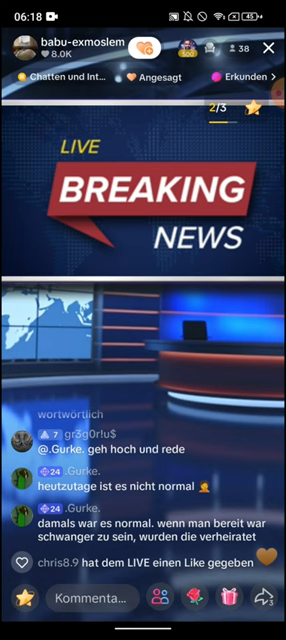 06:18
45
babu-exmoslem
8.0K
500
38
Chatten und Int...
Angesagt
Erkunden
2/3
LIVE
BREAKING
NEWS
wortwörtlich
7 gr3g0r!u$
@.Gurke. geh hoch und rede
24 .Gurke.
heutzutage ist es nicht normal 🤦
24 .Gurke.
damals war es normal. wenn man bereit war
schwanger zu sein, wurden die verheiratet
chris8.9 hat dem LIVE einen Like gegeben
Kommenta...
3